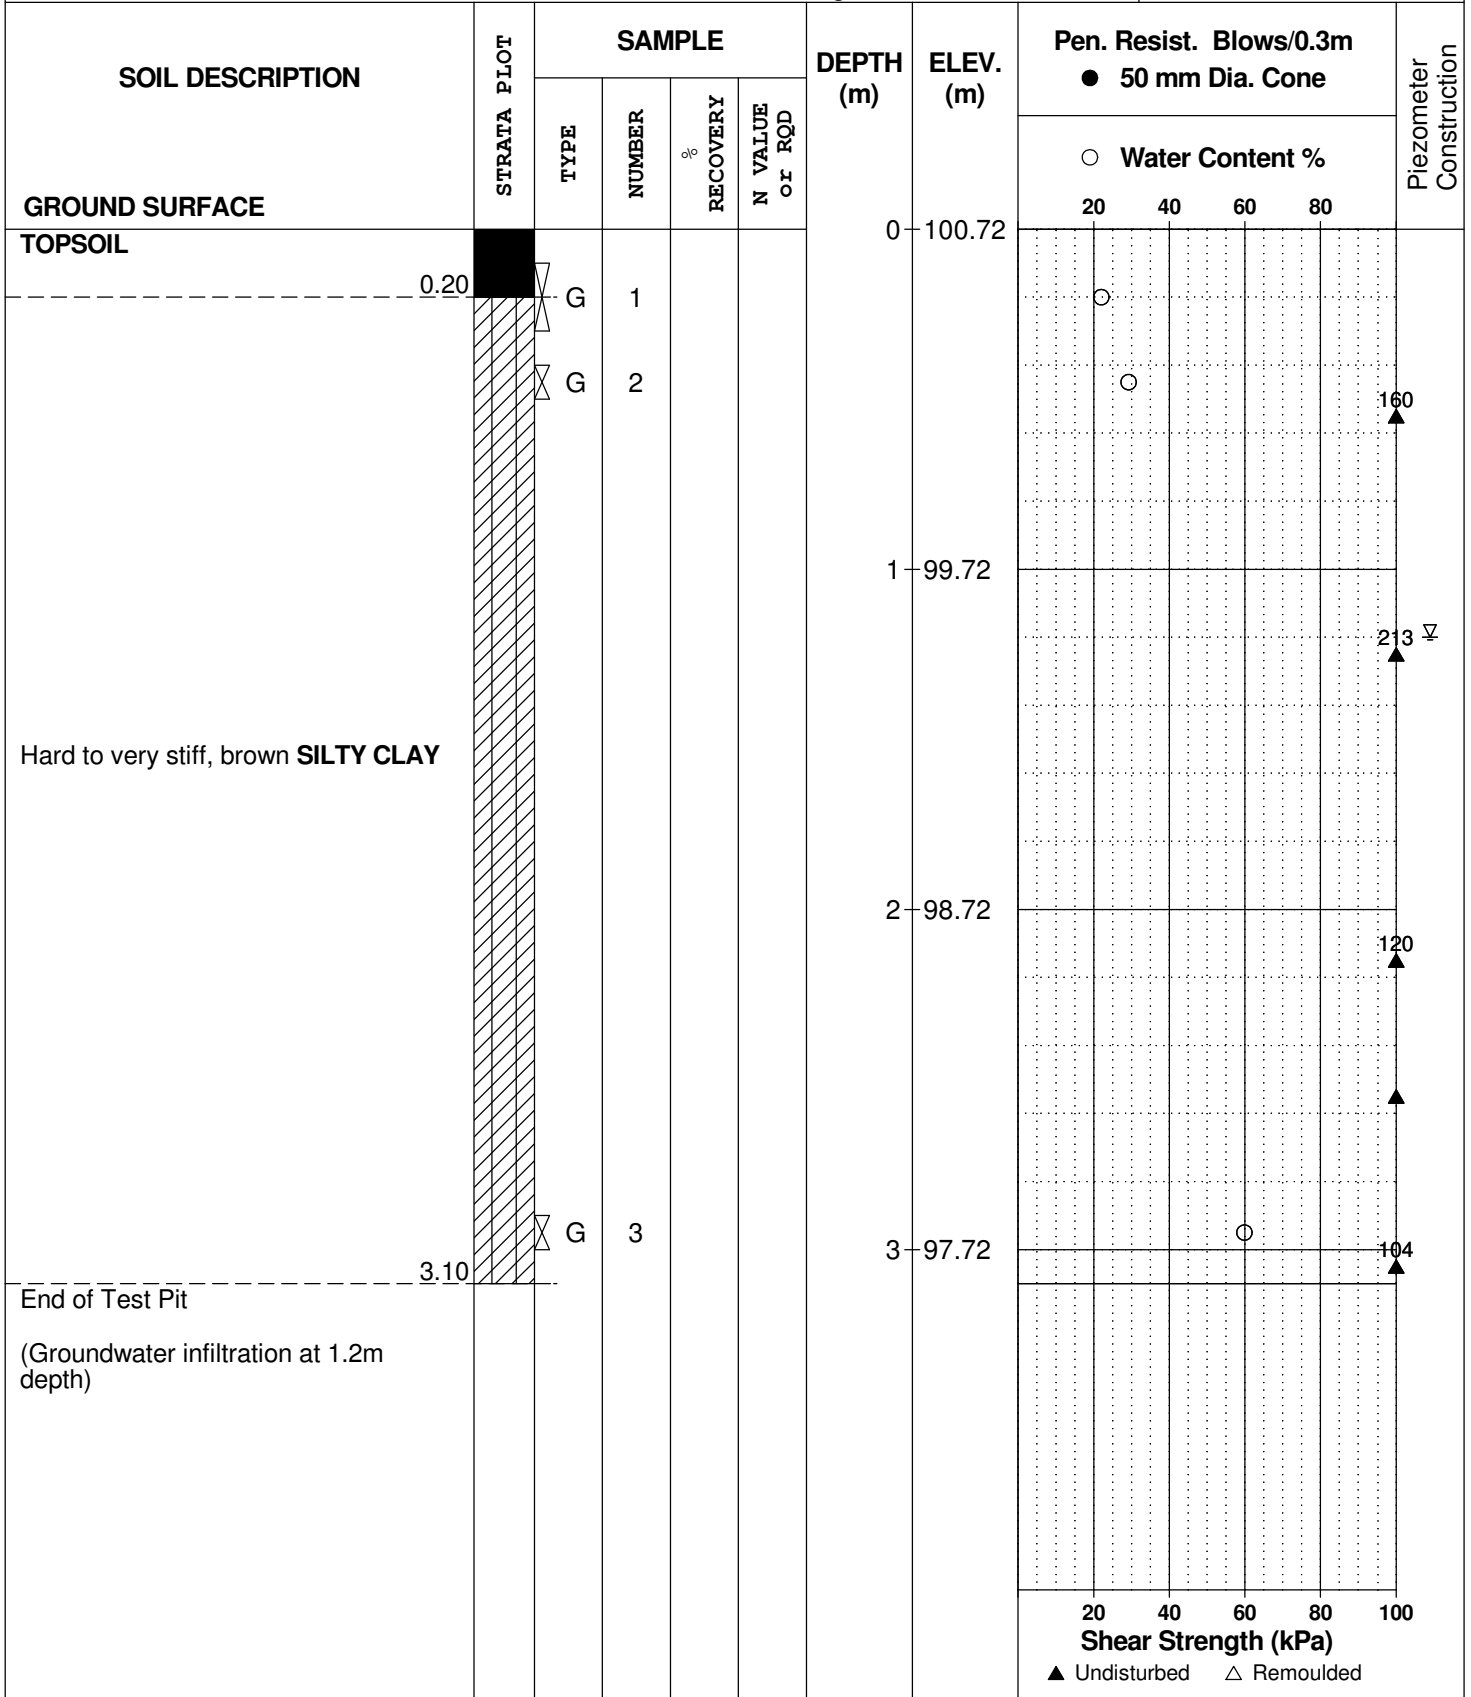 SOIL DESCRIPTION
GROUND SURFACE
STRATA PLOT
SAMPLE
TYPE
NUMBER
%
RECOVERY
N VALUE
or RQD
DEPTH
(m)
ELEV.
(m)
Pen. Resist. Blows/0.3m
● 50 mm Dia. Cone
○ Water Content %
20 40 60 80
Piezometer
Construction
TOPSOIL
0 100.72
0.20
G 1
G 2
160
1 99.72
213
Hard to very stiff, brown SILTY CLAY
2 98.72
120
G 3
3 97.72
104
3.10
End of Test Pit
(Groundwater infiltration at 1.2m
depth)
20 40 60 80 100
Shear Strength (kPa)
▲ Undisturbed △ Remoulded